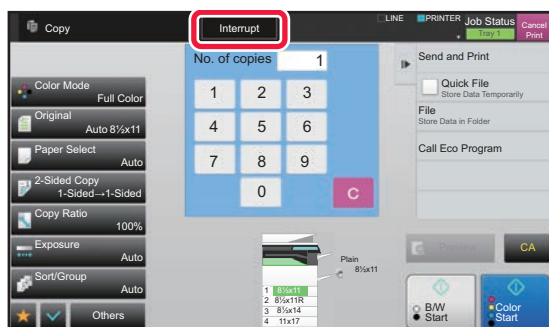 Copy
Interrupt
LINE
PRINTER
Job Status
Tray 1
Cancel
Print
No. of copies 1
1 2 3
4 5 6
7 8 9
0 C
Color Mode
Full Color
Original
Auto 8½x11
Paper Select
Auto
2-Sided Copy
1-Sided→1-Sided
Copy Ratio
100%
Exposure
Auto
Sort/Group
Auto
Others
Plain
8½x11
1 8½x11
2 8½x11R
3 8½x14
4 11x17
Send and Print
Quick File
Store Data Temporarily
File
Store Data in Folder
Call Eco Program
Preview
CA
B/W
Start
Color
Start